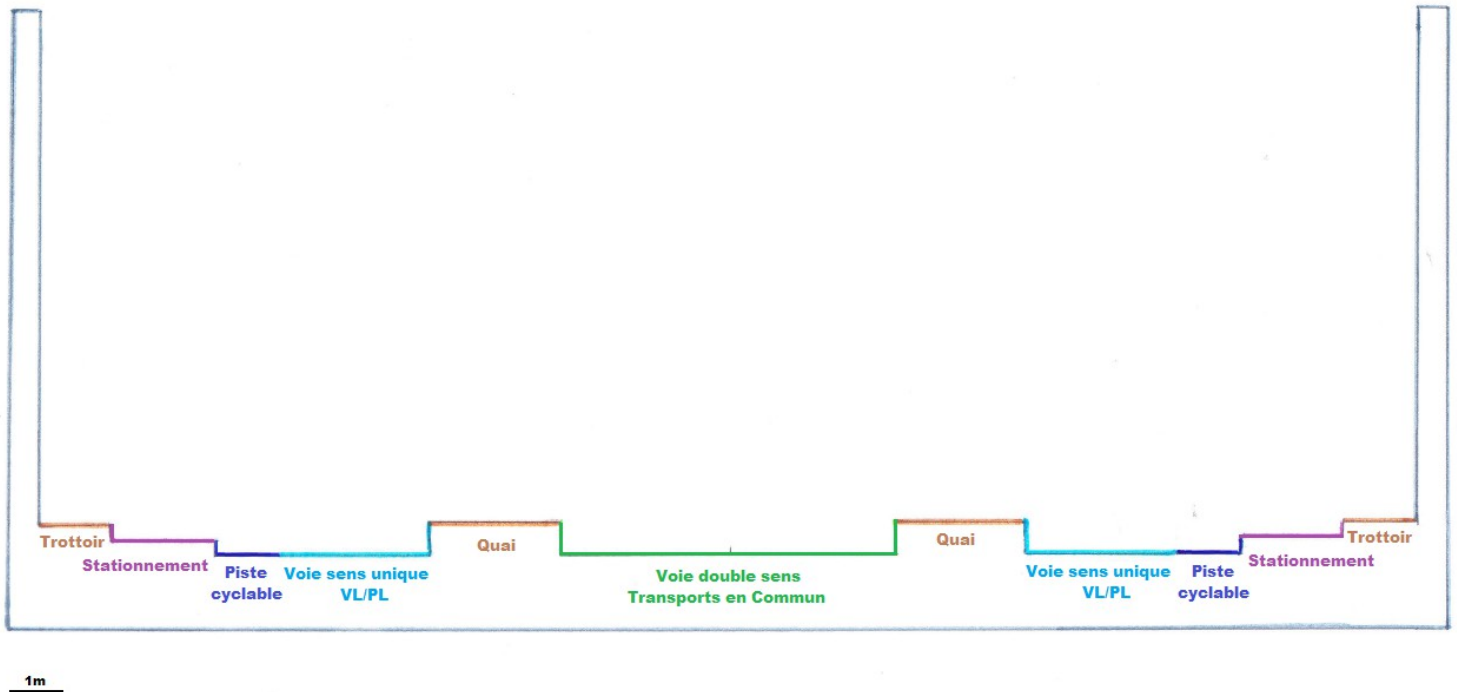 Trottoir
Stationnement
Piste
cyclable
Voie sens unique
VL/PL
Quai
Voie double sens
Transports en Commun
Quai
Voie sens unique
VL/PL
Piste
cyclable
Stationnement
Trottoir
1m